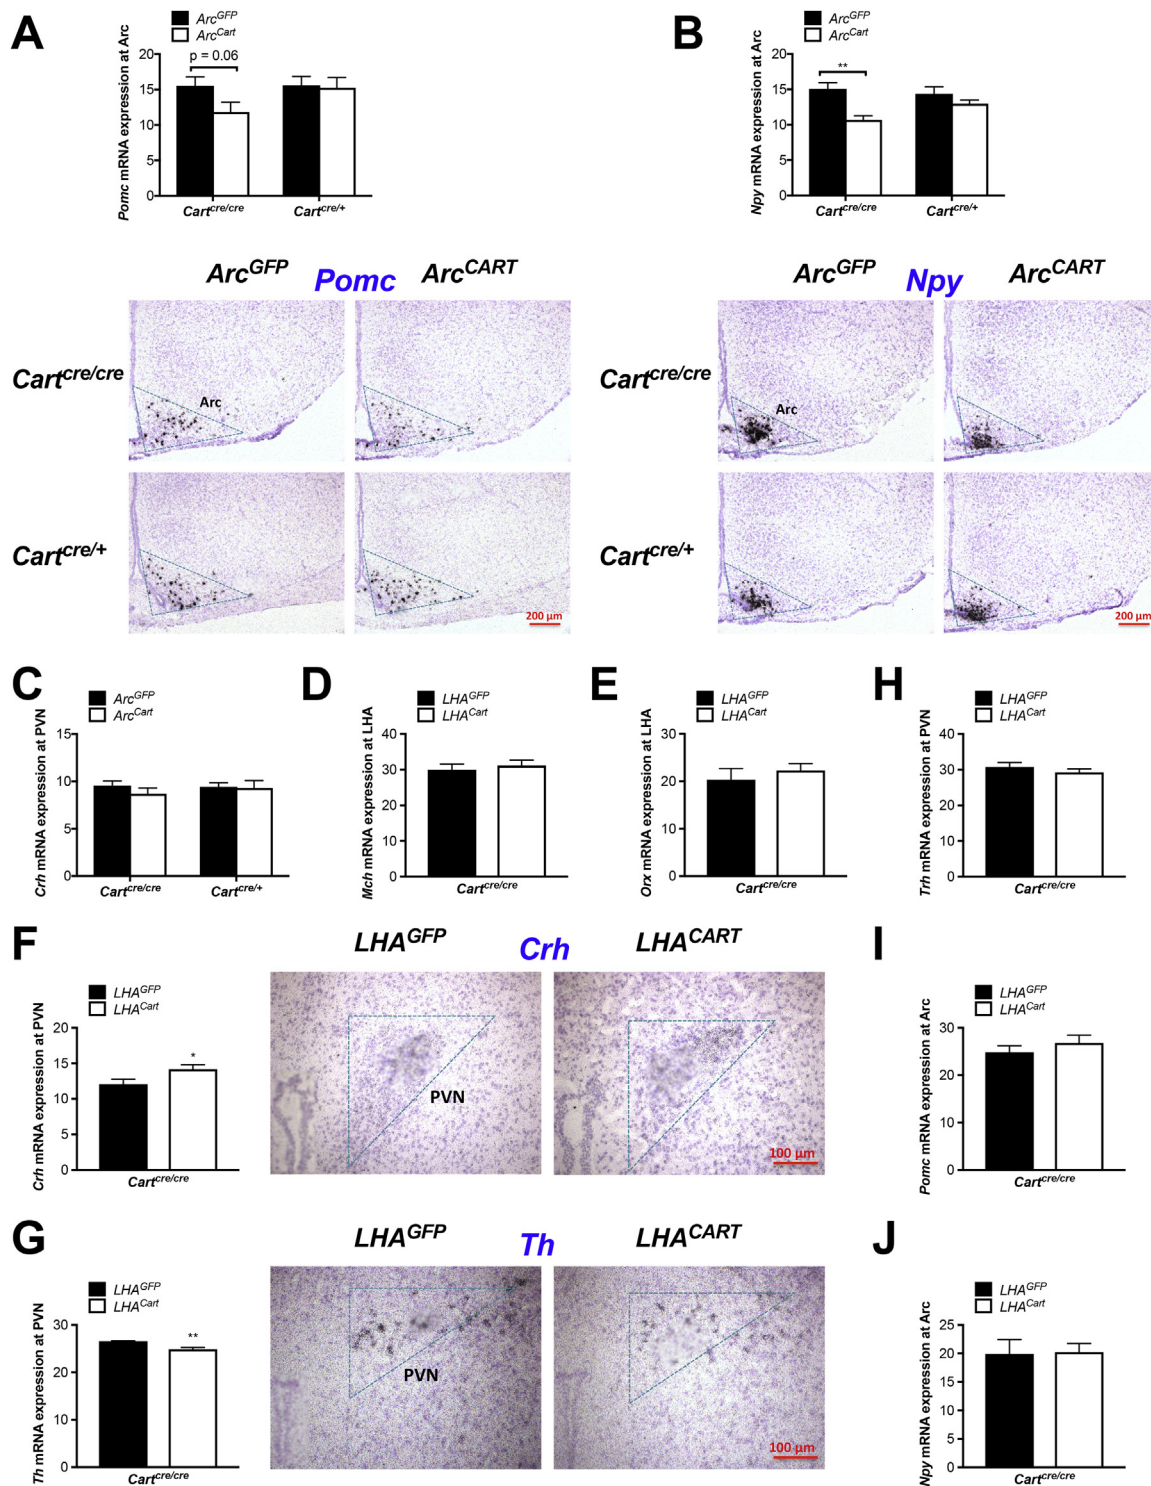 A
Arc^GFP
Arc^Cart
Pomc mRNA expression at Arc
20
15
10
5
0
p = 0.06
Cart^cre/cre
Cart^cre/+
B
Arc^GFP
Arc^Cart
Npy mRNA expression at Arc
20
15
10
5
0
**
Cart^cre/cre
Cart^cre/+
Arc^GFP
Pomc
Arc^CART
Cart^cre/cre
Arc
Cart^cre/+
200 µm
Arc^GFP
Npy
Arc^CART
Cart^cre/cre
Arc
Cart^cre/+
200 µm
C
Arc^GFP
Arc^Cart
Crh mRNA expression at PVN
15
10
5
0
Cart^cre/cre
Cart^cre/+
D
LHA^GFP
LHA^Cart
Mch mRNA expression at LHA
40
30
20
10
0
Cart^cre/cre
E
LHA^GFP
LHA^Cart
Orx mRNA expression at LHA
30
20
10
0
Cart^cre/cre
H
LHA^GFP
LHA^Cart
Trh mRNA expression at PVN
40
30
20
10
0
Cart^cre/cre
F
LHA^GFP
LHA^Cart
Crh mRNA expression at PVN
20
15
10
5
0
*
Cart^cre/cre
LHA^GFP
Crh
LHA^CART
PVN
100 µm
I
LHA^GFP
LHA^Cart
Pomc mRNA expression at Arc
30
20
10
0
Cart^cre/cre
G
LHA^GFP
LHA^Cart
Th mRNA expression at PVN
30
20
10
0
**
Cart^cre/cre
LHA^GFP
Th
LHA^CART
PVN
100 µm
J
LHA^GFP
LHA^Cart
Npy mRNA expression at Arc
25
20
15
10
5
0
Cart^cre/cre